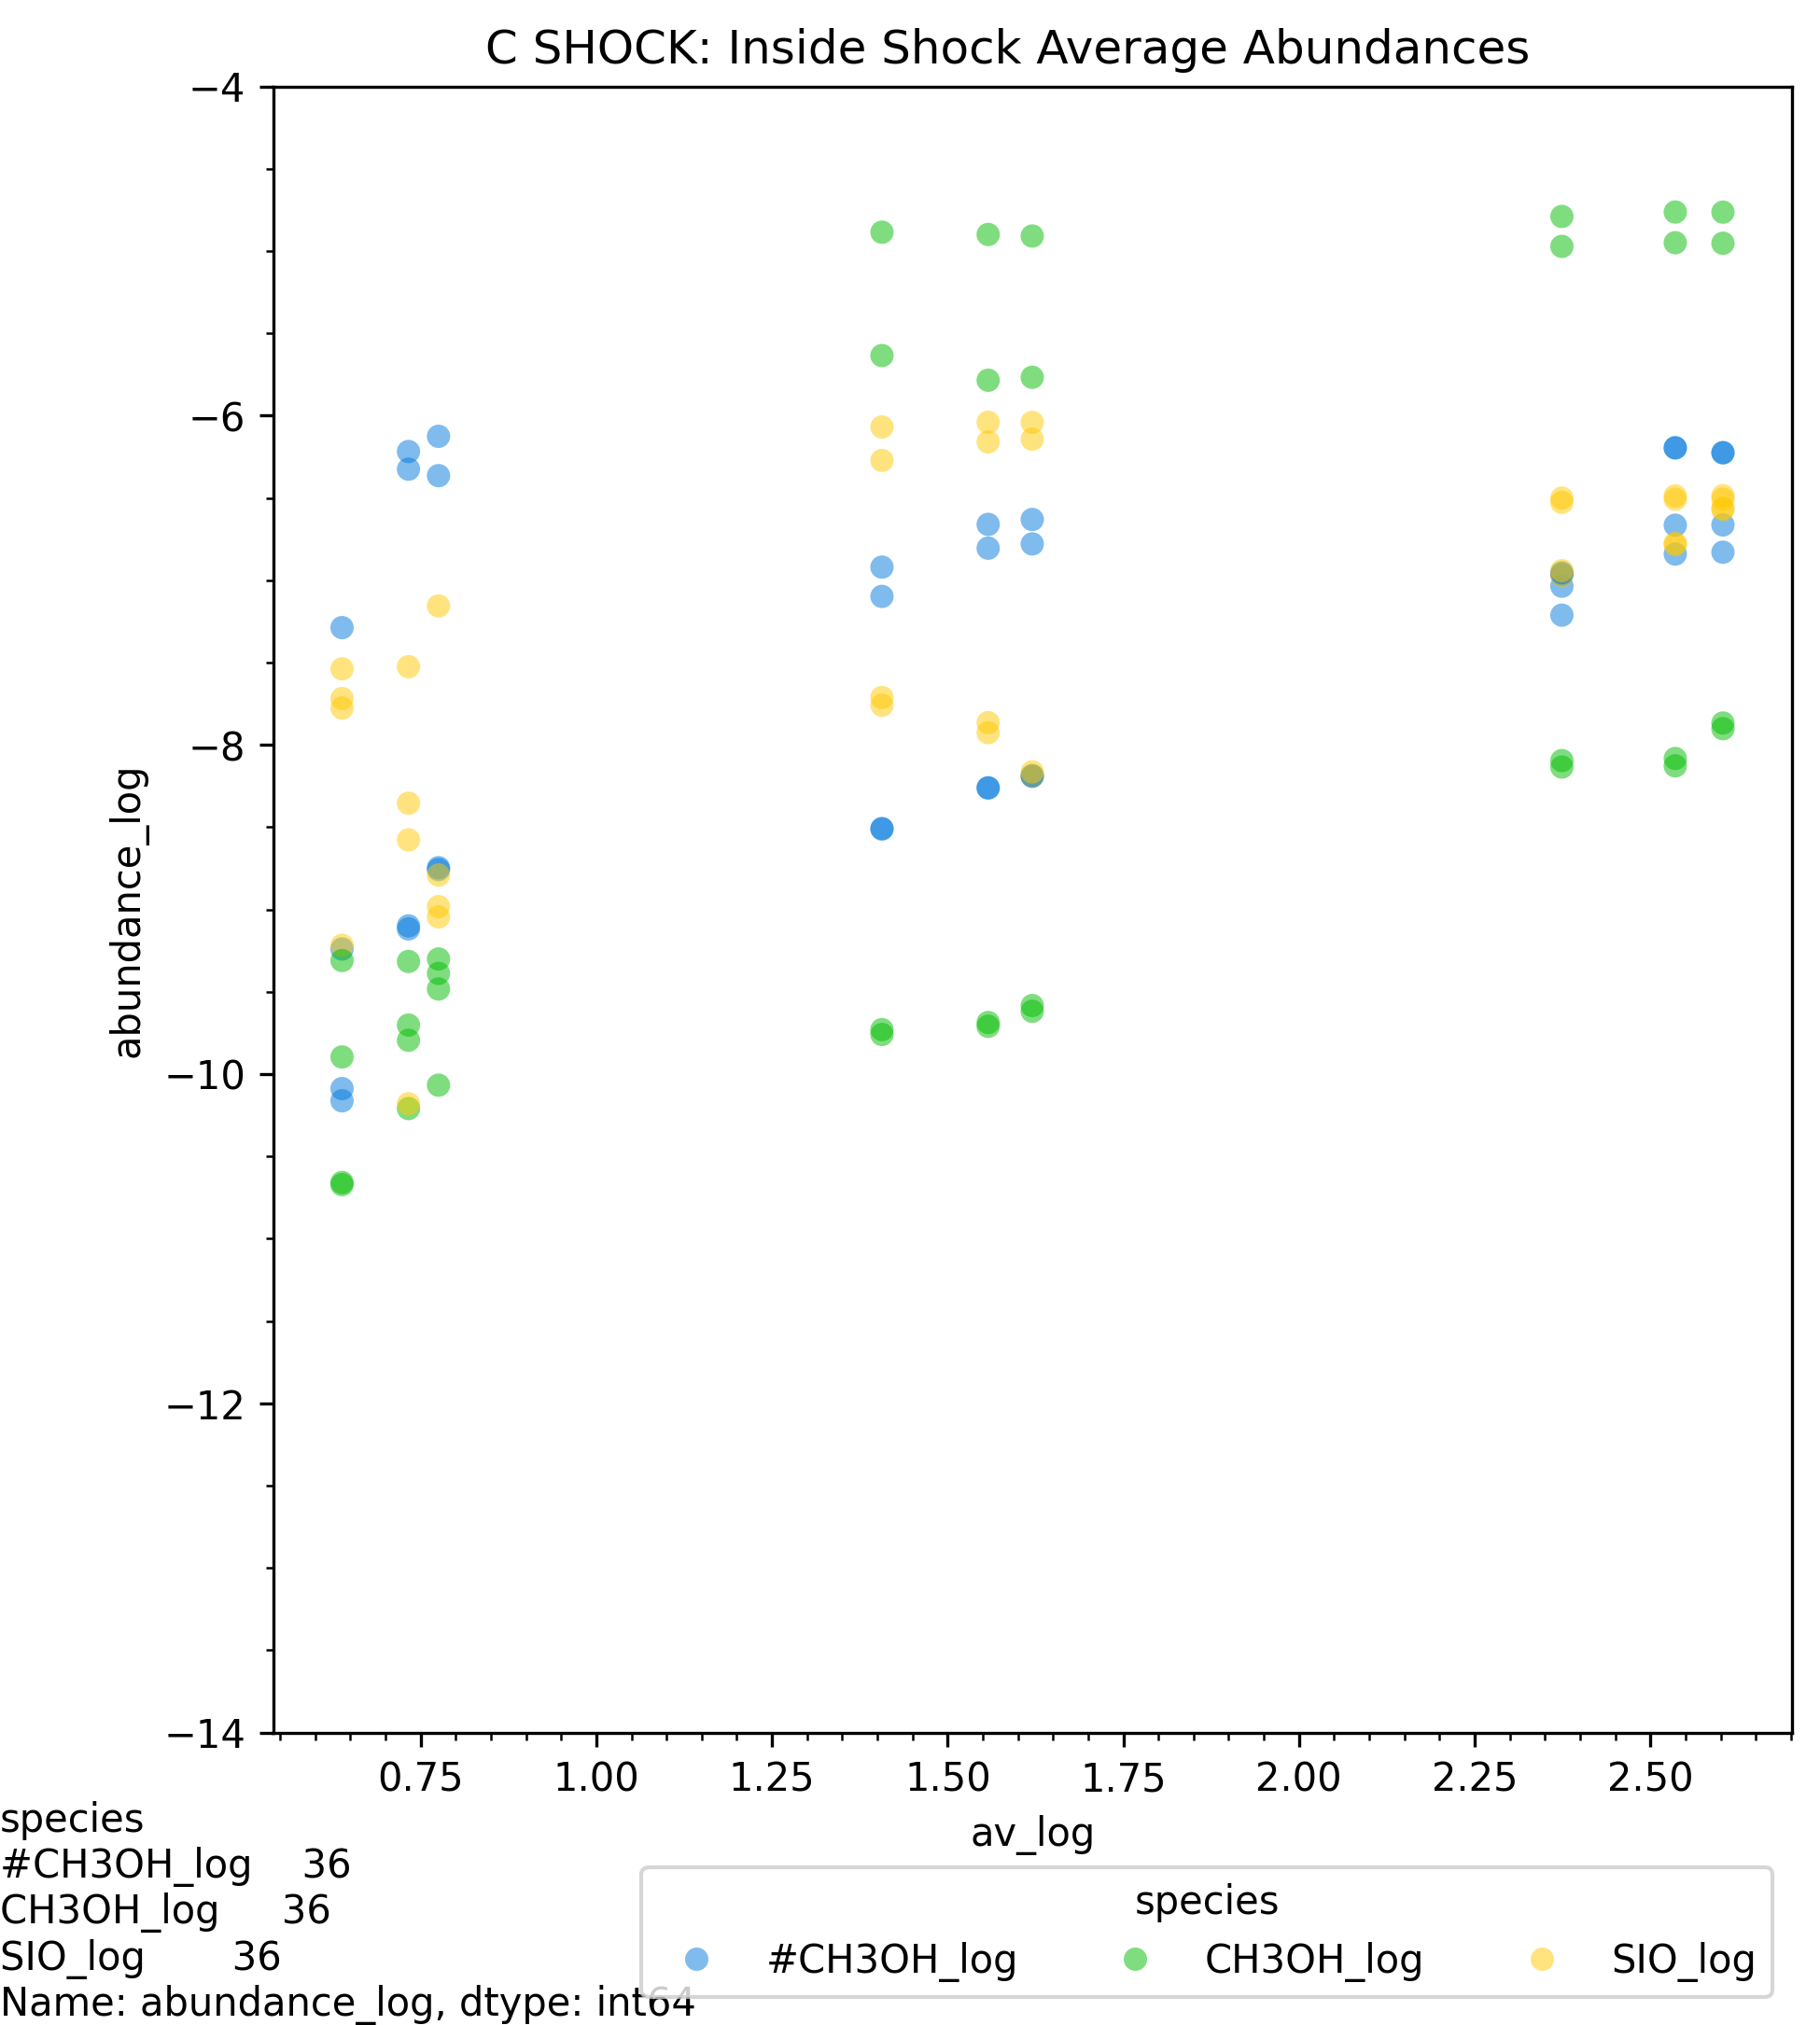 C SHOCK: Inside Shock Average Abundances
−4
−6
−8
−10
−12
−14
abundance_log
0.75 1.00 1.25 1.50 1.75 2.00 2.25 2.50
av_log
species
#CH3OH_log 36
CH3OH_log 36
SIO_log 36
Name: abundance_log, dtype: int64
species
#CH3OH_log CH3OH_log SIO_log